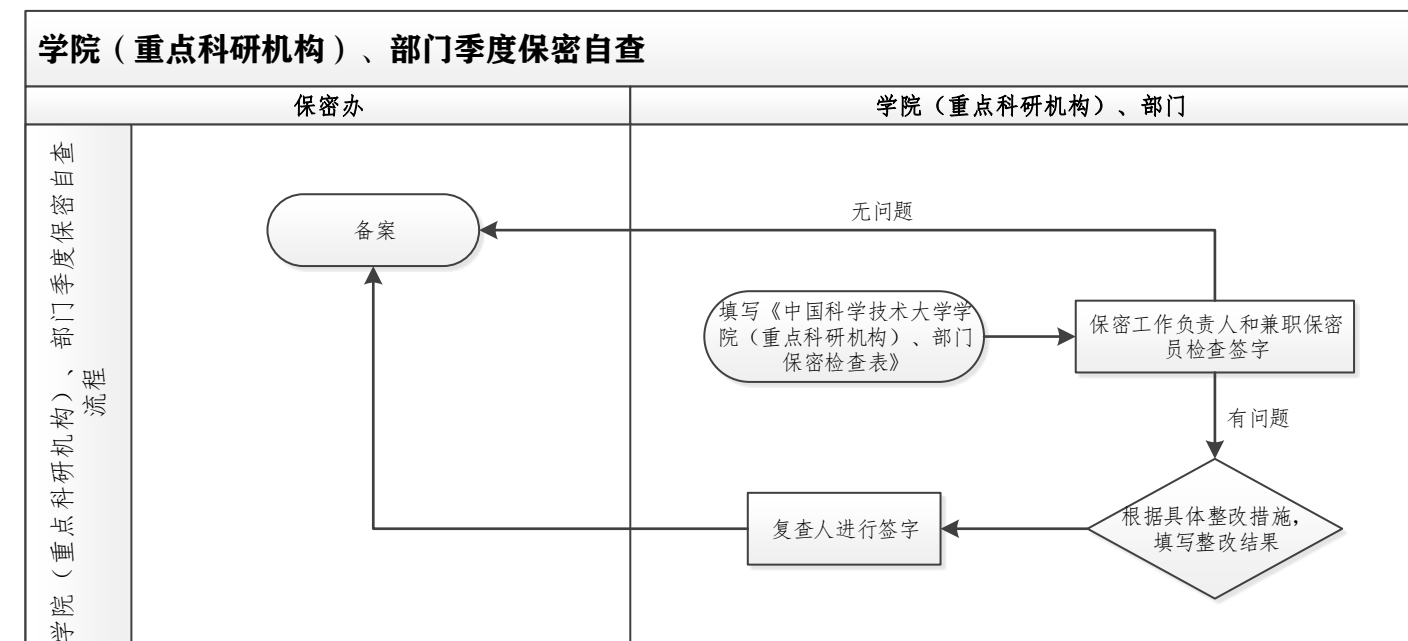 学院（重点科研机构）、部门季度保密自查
保密办
学院（重点科研机构）、部门
学院（重点科研机构）、部门季度保密自查
流程
备案
无问题
填写《中国科学技术大学学
院（重点科研机构）、部门
保密检查表》
保密工作负责人和兼职保密
员检查签字
有问题
复查人进行签字
根据具体整改措施，
填写整改结果